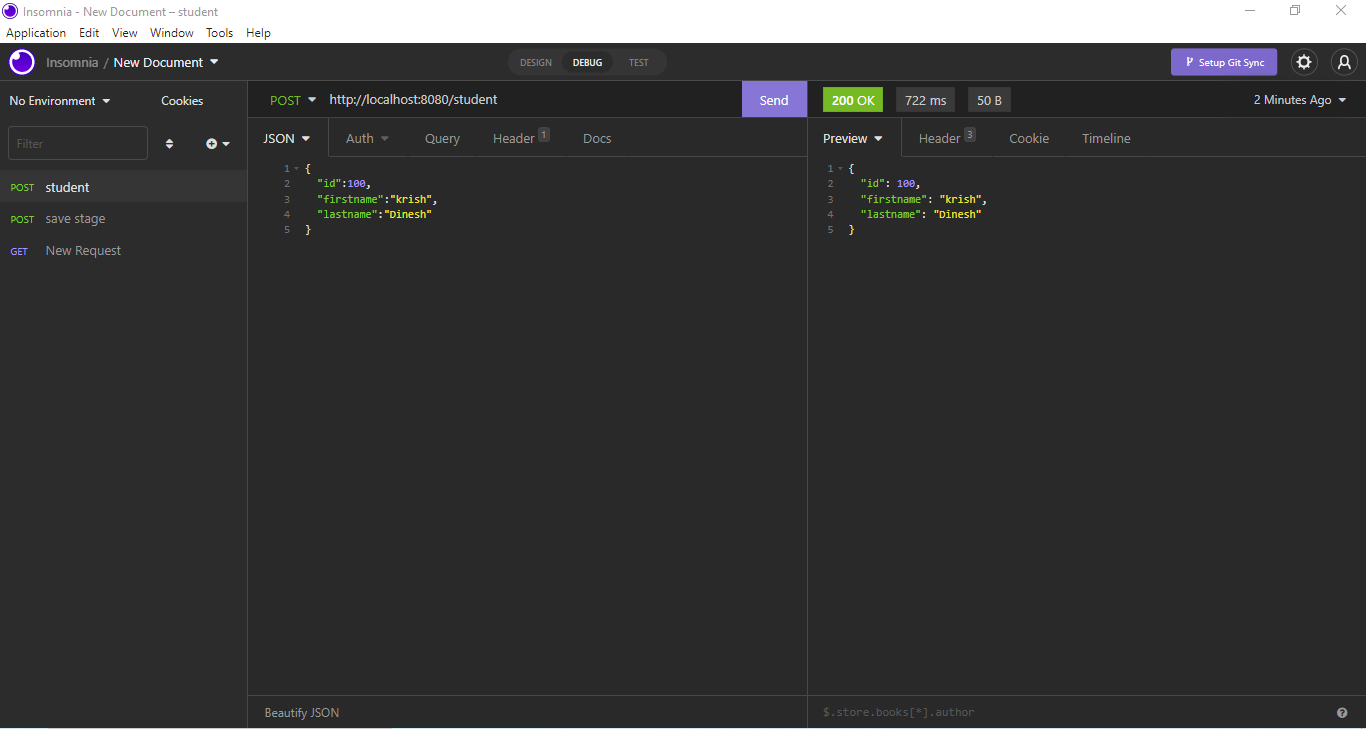 Insomnia - New Document – student
Application Edit View Window Tools Help
Insomnia / New Document
DESIGN DEBUG TEST
Setup Git Sync
No Environment Cookies
POST http://localhost:8080/student Send
200 OK 722 ms 50 B 2 Minutes Ago
Filter
JSON Auth Query Header 1 Docs
Preview Header 3 Cookie Timeline
POST student
POST save stage
GET New Request
1 {
2 "id":100,
3 "firstname":"krish",
4 "lastname":"Dinesh"
5 }
1 {
2 "id": 100,
3 "firstname": "krish",
4 "lastname": "Dinesh"
5 }
Beautify JSON
$.store.books[*].author
?